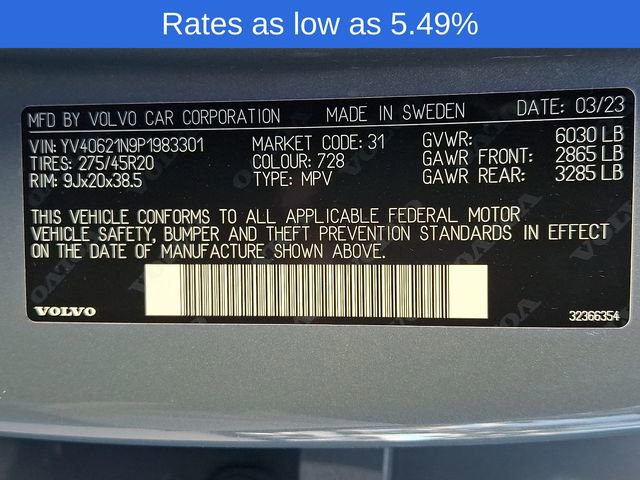 Rates as low as 5.49%
MFD BY VOLVO CAR CORPORATION MADE IN SWEDEN DATE: 03/23
VIN: YV40621N9P1983301 MARKET CODE: 31 GVWR: 6030 LB
TIRES: 275/45R20 COLOUR: 728 GAWR FRONT: 2865 LB
RIM: 9Jx20x38.5 TYPE: MPV GAWR REAR: 3285 LB
THIS VEHICLE CONFORMS TO ALL APPLICABLE FEDERAL MOTOR
VEHICLE SAFETY, BUMPER AND THEFT PREVENTION STANDARDS IN EFFECT
ON THE DATE OF MANUFACTURE SHOWN ABOVE.
VOLVO 32366354